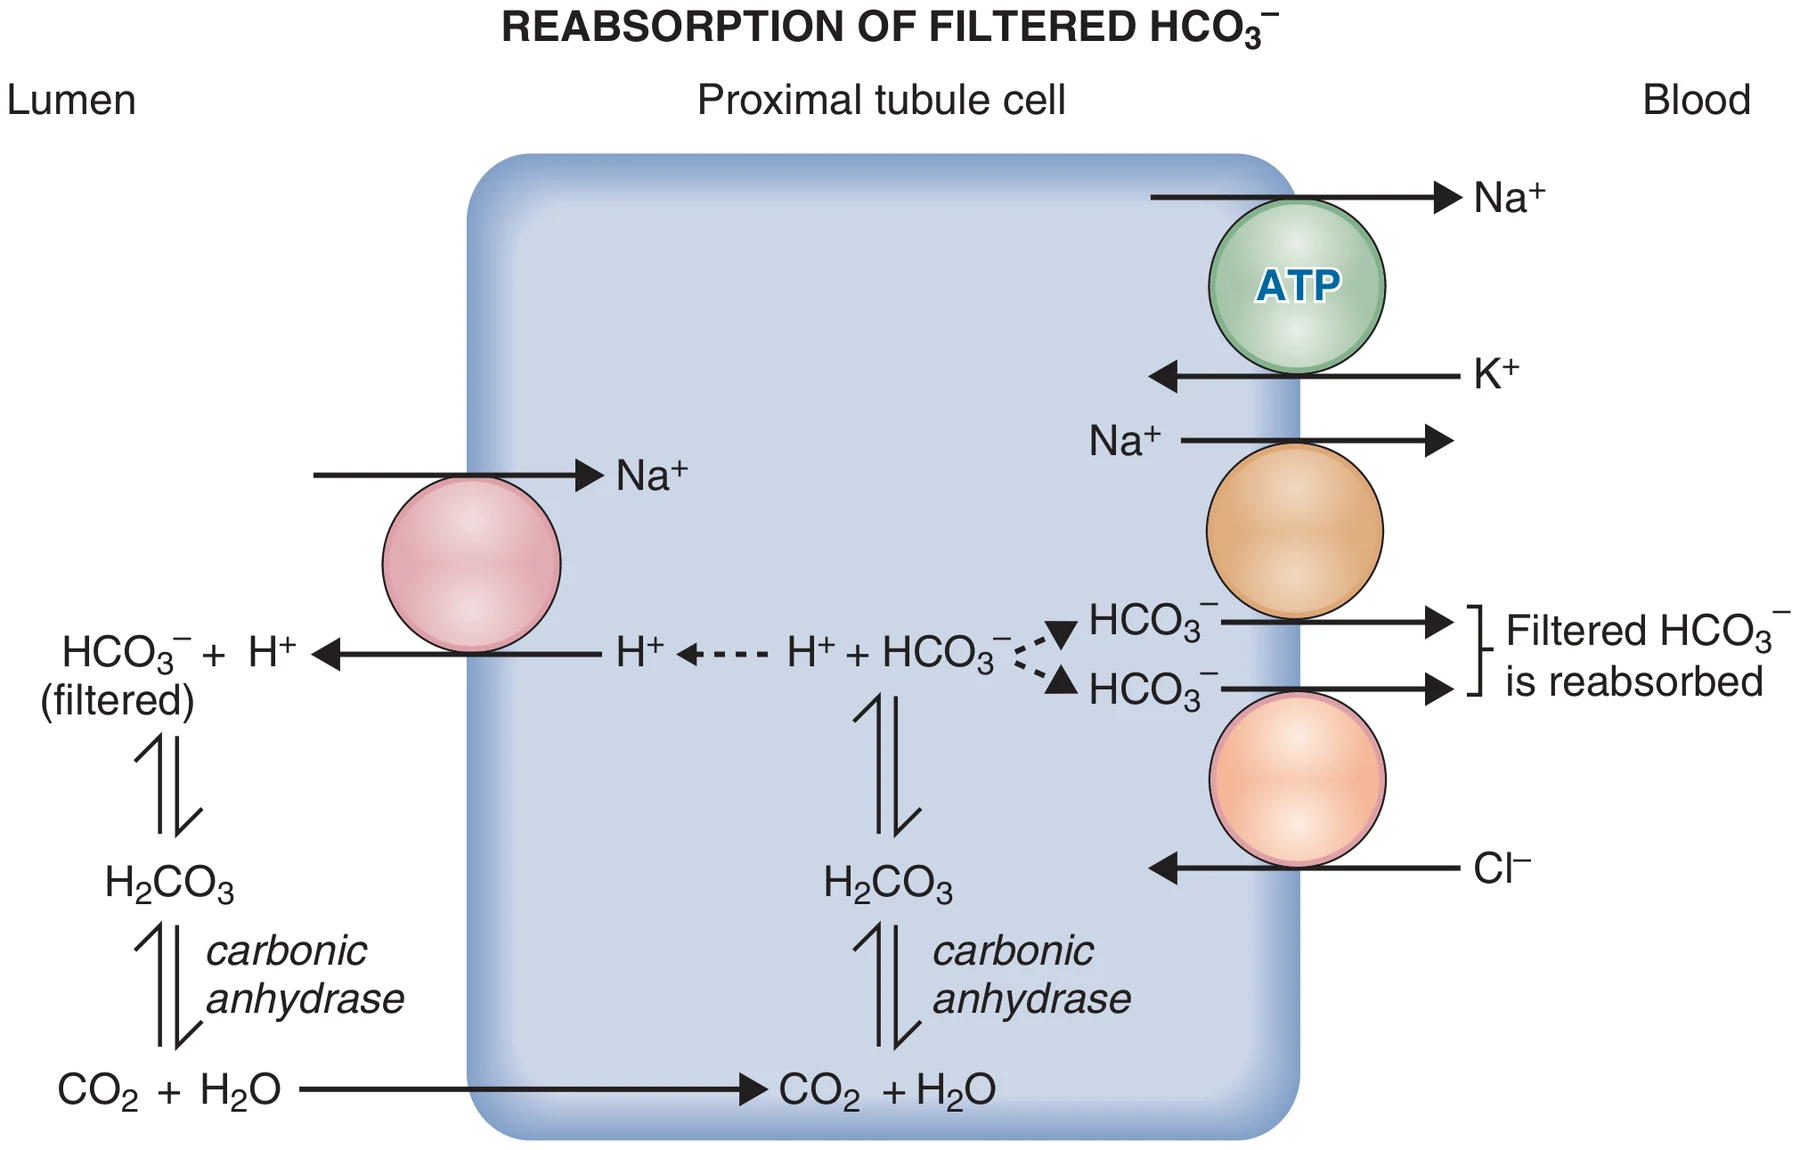 REABSORPTION OF FILTERED HCO₃⁻
Lumen
Proximal tubule cell
Blood
Na⁺
ATP
K⁺
Na⁺
Na⁺
HCO₃⁻ + H⁺
(filtered)
H⁺
H⁺ + HCO₃⁻
HCO₃⁻
HCO₃⁻
Filtered HCO₃⁻
is reabsorbed
Cl⁻
H₂CO₃
H₂CO₃
carbonic
anhydrase
carbonic
anhydrase
CO₂ + H₂O
CO₂ + H₂O